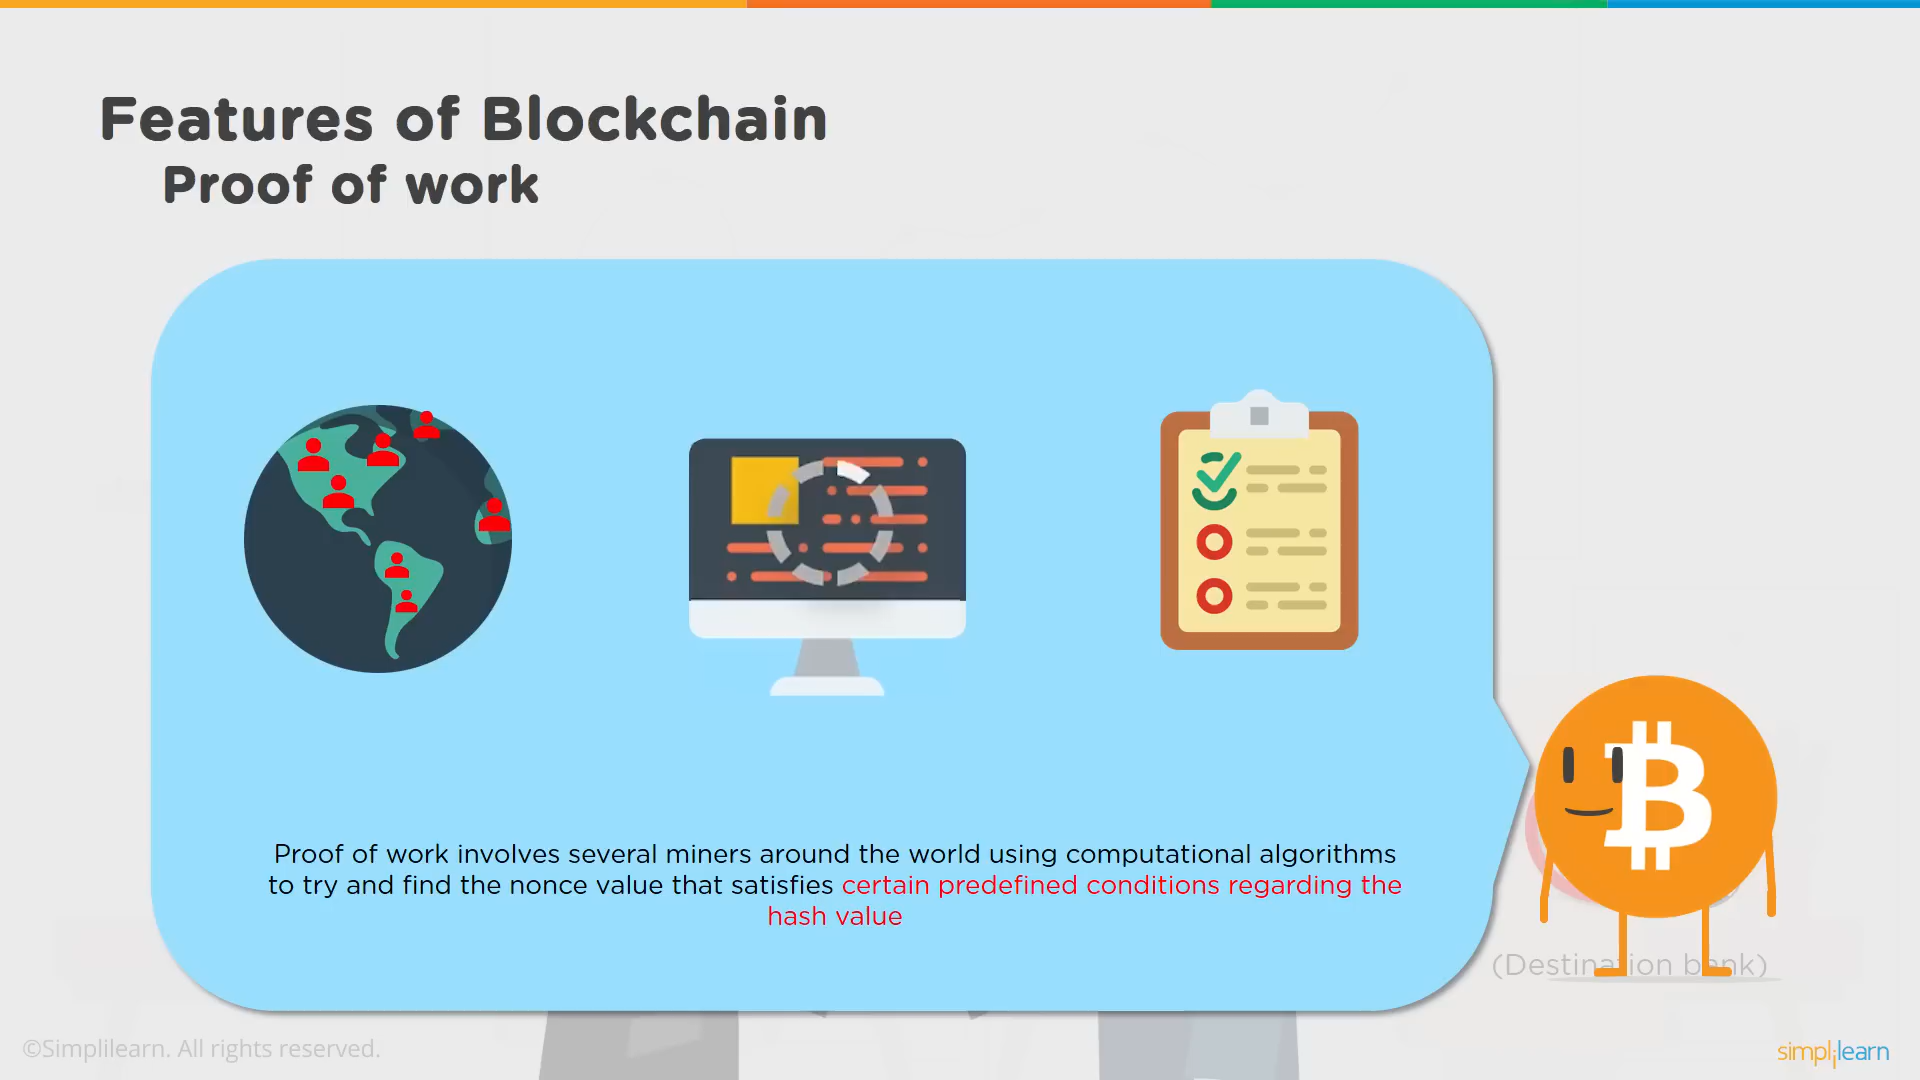 Features of Blockchain
Proof of work
Proof of work involves several miners around the world using computational algorithms
to try and find the nonce value that satisfies certain predefined conditions regarding the
hash value
(Destination bank)
©Simplilearn. All rights reserved.
simplilearn